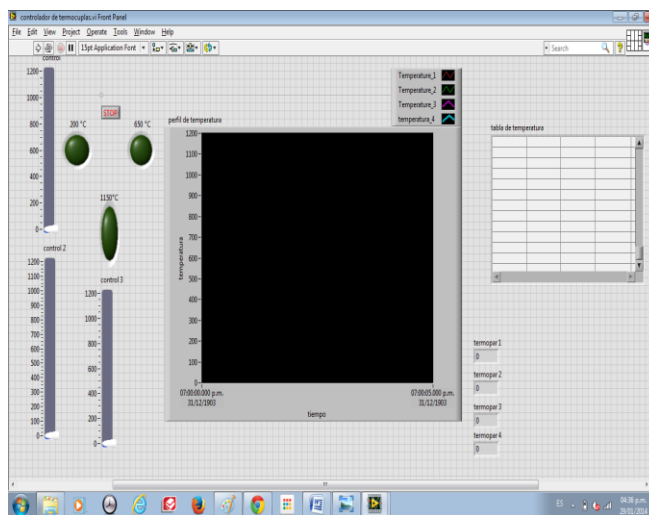 controlador de termocuplas.vi Front Panel
File Edit View Project Operate Tools Window Help
15pt Application Font
Search
control
1200
1000
800
600
400
200
0
STOP
200 °C
650 °C
1150°C
control 2
1200
1100
1000
900
800
700
600
500
400
300
200
100
0
control 3
1200
1000
800
600
400
200
0
perfil de temperatura
Temperature_1
Temperature_2
Temperature_3
temperatura_4
temperatura
1200
1100
1000
900
800
700
600
500
400
300
200
100
0
07:00:00.000 p.m.
31/12/1903
07:00:05.000 p.m.
31/12/1903
tiempo
tabla de temperatura
termopar 1
0
termopar 2
0
termopar 3
0
termopar 4
0
ES
04:36 p.m.
29/01/2014